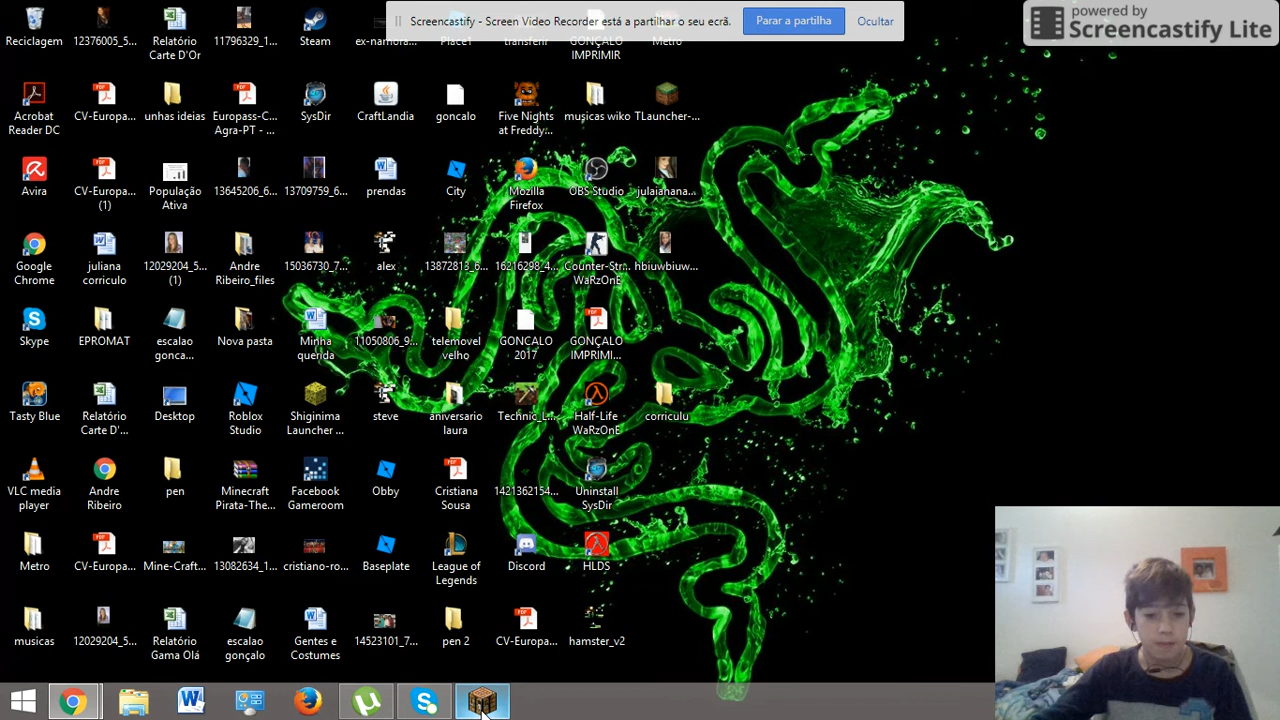 Screencastify - Screen Video Recorder está a partilhar o seu ecrã. Parar a partilha Ocultar
powered by
Screencastify Lite
Reciclagem 12376005_5... Relatório Carte D'Or 11796329_1... Steam ex-namora... Place1 transferir GONÇALO IMPRIMIR Metro
Acrobat Reader DC CV-Europa... unhas ideias Europass-C... Agra-PT - ... SysDir CraftLandia goncalo Five Nights at Freddy... musicas wiko TLauncher-...
Avira CV-Europa... (1) População Ativa 13645206_6... 13709759_6... prendas City Mozilla Firefox OBS Studio julaianana...
Google Chrome juliana corriculo 12029204_5... (1) Andre Ribeiro_files 15036730_7... alex 13872813_6... 16216298_4... Counter-Str... WaRzOnE hbiuwbiuw...
Skype EPROMAT escalao gonca... Nova pasta Minha querida 11050806_9... telemovel velho GONCALO 2017 GONÇALO IMPRIMI...
Tasty Blue Relatório Carte D'... Desktop Roblox Studio Shiginima Launcher ... steve aniversario laura Technic_L... Half-Life WaRzOnE corriculu
VLC media player Andre Ribeiro pen Minecraft Pirata-The... Facebook Gameroom Obby Cristiana Sousa 1421362154... Uninstall SysDir
Metro CV-Europa... Mine-Craft... 13082634_1... cristiano-ro... Baseplate League of Legends Discord HLDS
musicas 12029204_5... Relatório Gama Olá escalao gonçalo Gentes e Costumes 14523101_7... pen 2 CV-Europa... hamster_v2